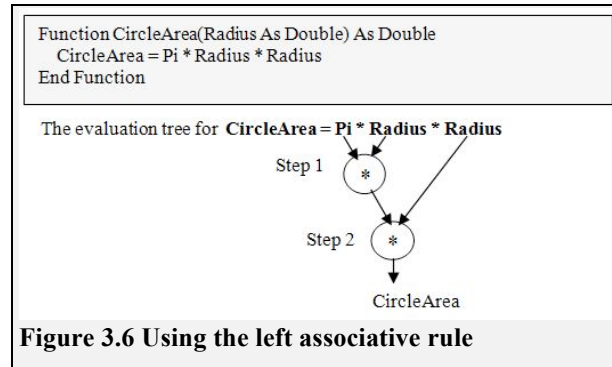 Function CircleArea(Radius As Double) As Double
CircleArea = Pi * Radius * Radius
End Function
The evaluation tree for CircleArea = Pi * Radius * Radius
Step 1
*
Step 2
*
CircleArea
Figure 3.6 Using the left associative rule